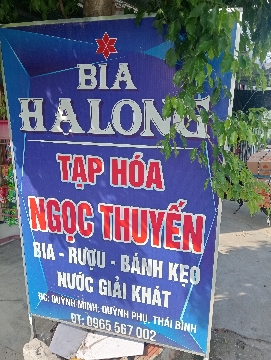 BIA
HALONG
TẠP HÓA
NGỌC THUYẾN
BIA - RƯỢU - BÁNH KẸO
NƯỚC GIẢI KHÁT
ĐC: QUỲNH MINH, QUỲNH PHỤ, THÁI BÌNH
ĐT: 0965 567 002